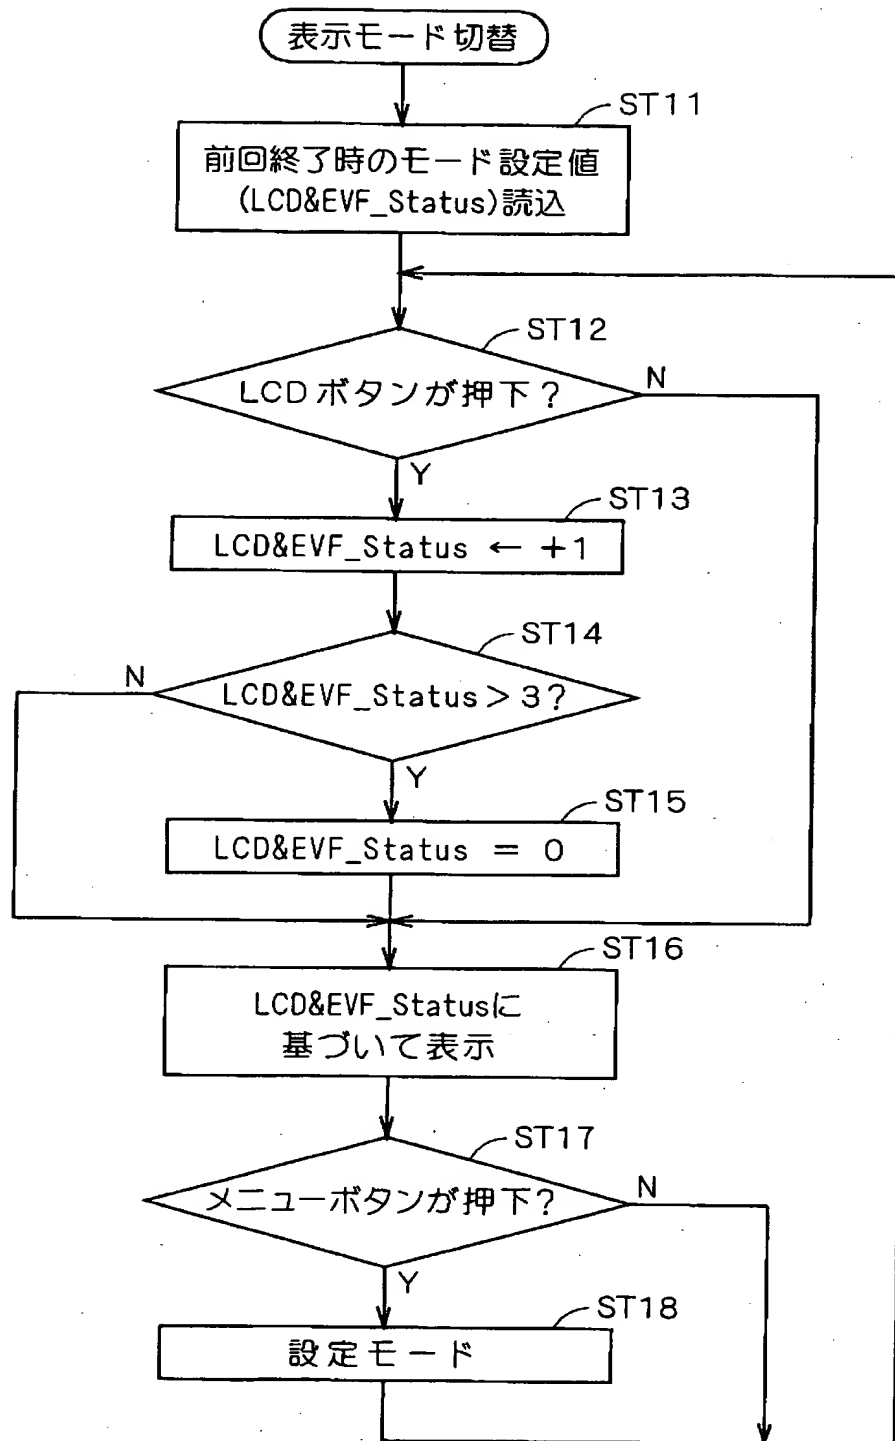 表示モード切替
ST11
前回終了時のモード設定値
(LCD&EVF_Status)読込
ST12
LCDボタンが押下？
N
Y
ST13
LCD&EVF_Status ← +1
ST14
N
LCD&EVF_Status > 3?
Y
ST15
LCD&EVF_Status = 0
ST16
LCD&EVF_Statusに
基づいて表示
ST17
メニューボタンが押下？
N
Y
ST18
設定モード